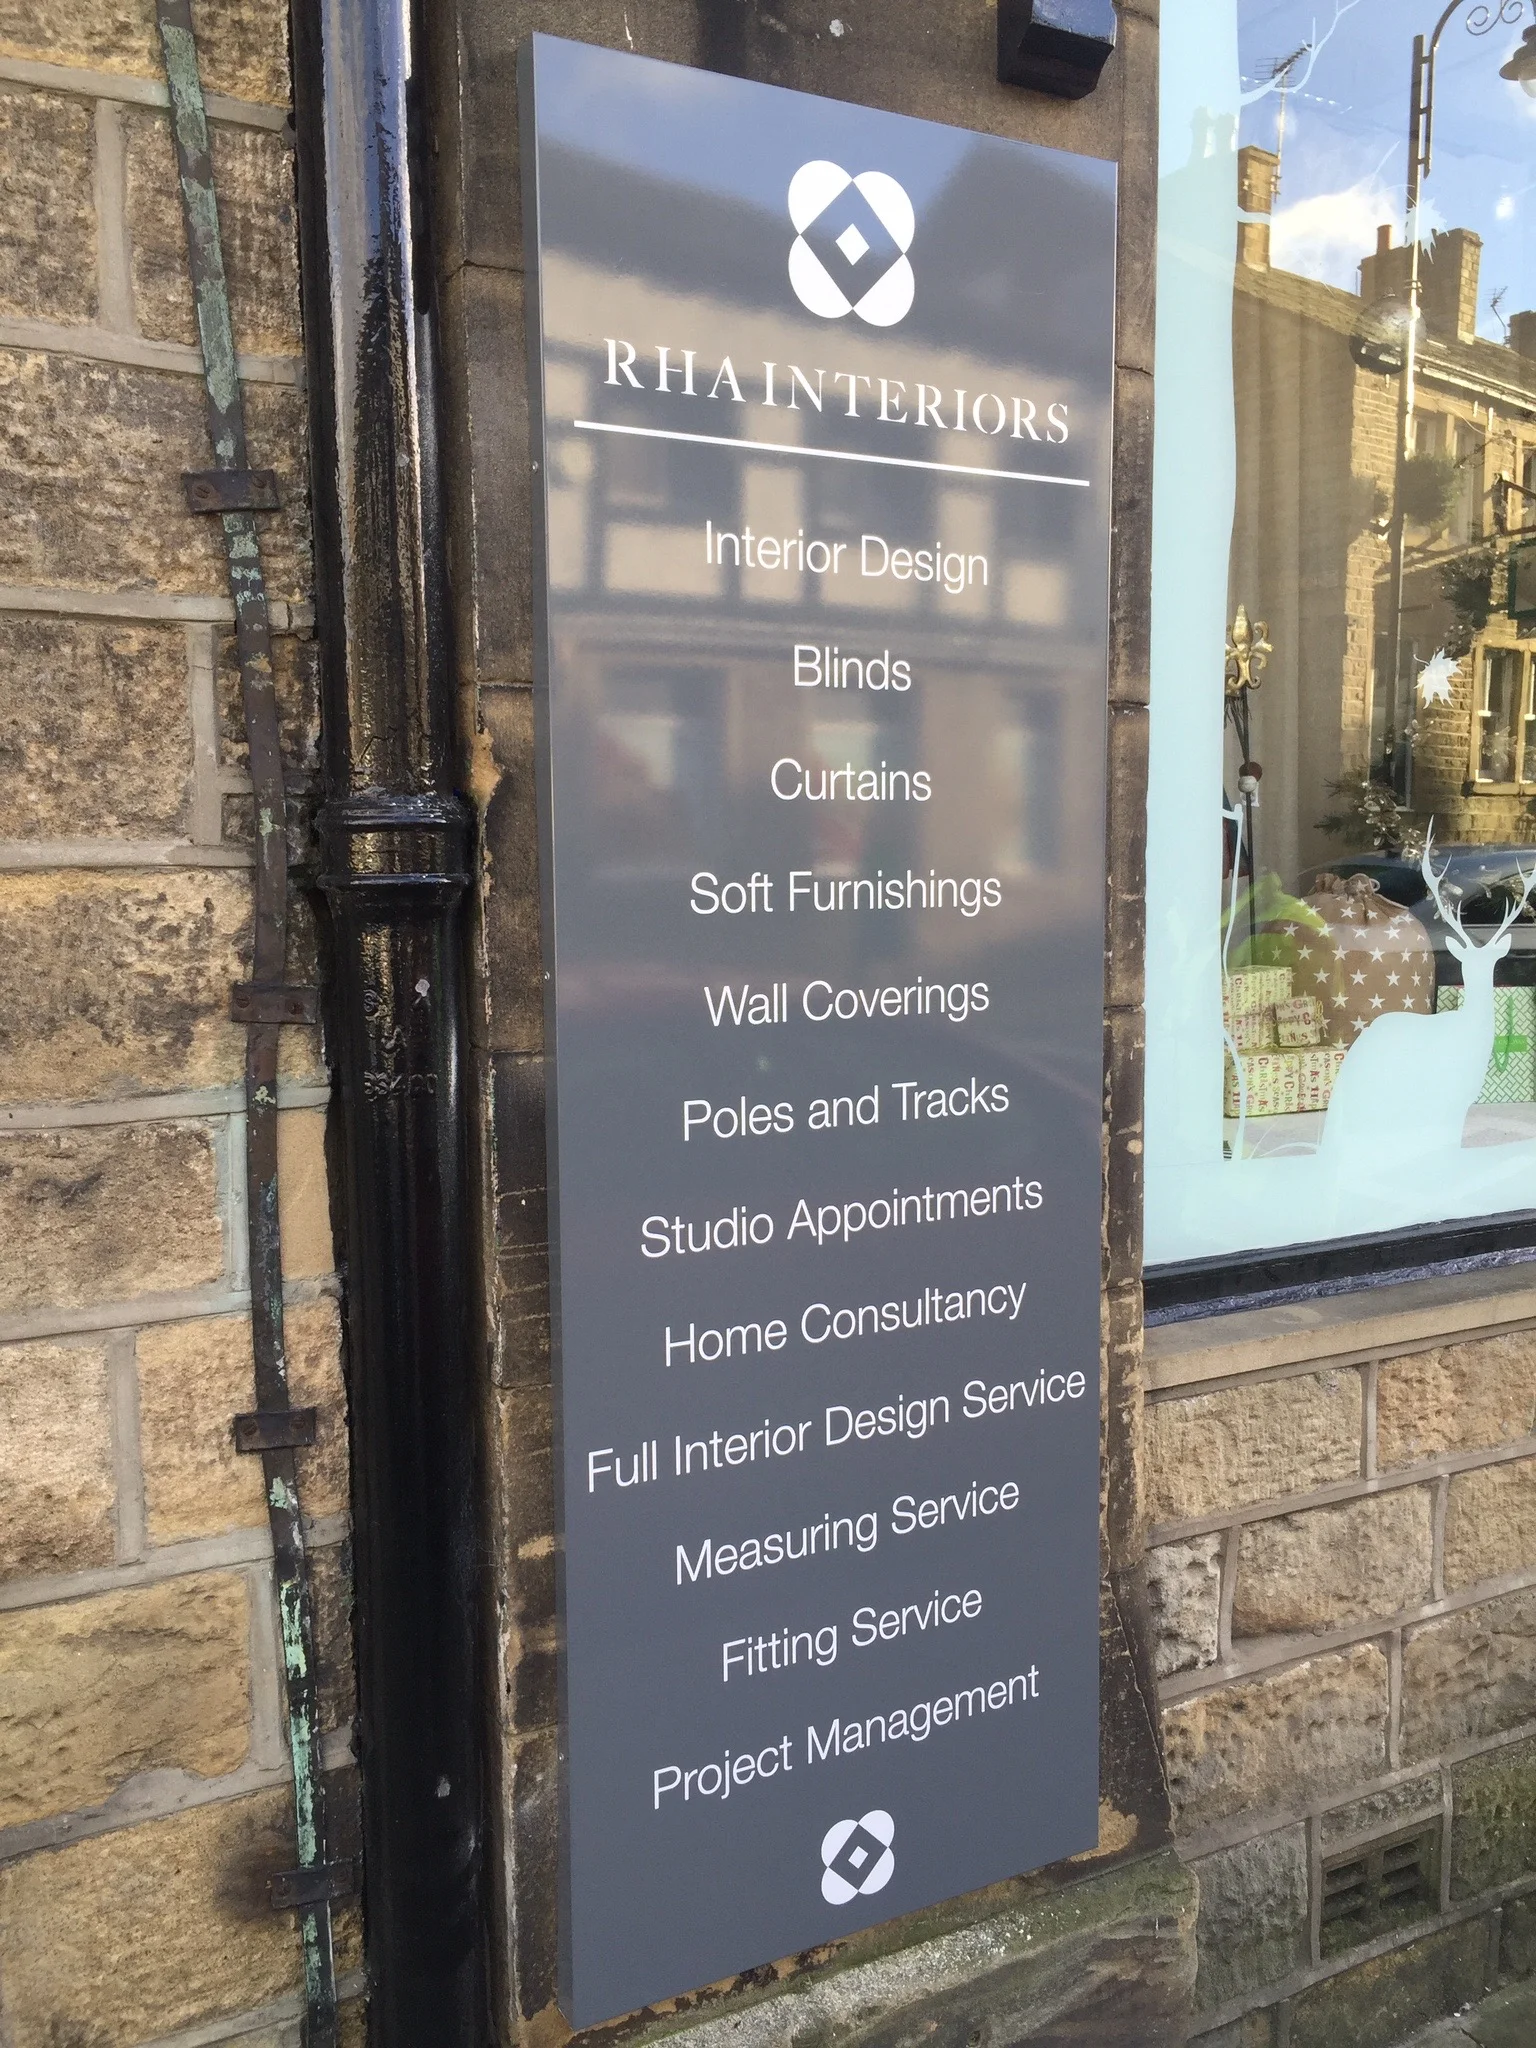 RHA INTERIORS
Interior Design
Blinds
Curtains
Soft Furnishings
Wall Coverings
Poles and Tracks
Studio Appointments
Home Consultancy
Full Interior Design Service
Measuring Service
Fitting Service
Project Management